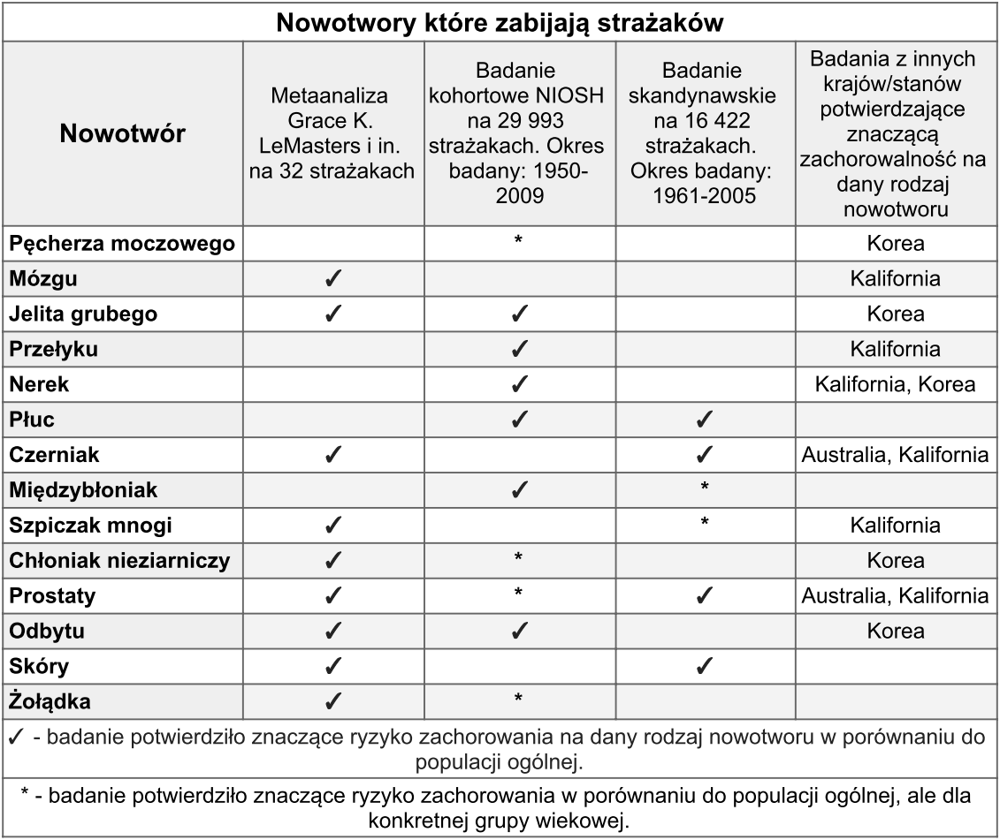 Nowotwory które zabijają strażaków
Nowotwór
Metaanaliza
Grace K.
LeMasters i in.
na 32 strażakach
Badanie
kohortowe NIOSH
na 29 993
strażakach. Okres
badany: 1950-
2009
Badanie
skandynawskie
na 16 422
strażakach.
Okres badany:
1961-2005
Badania z innych
krajów/stanów
potwierdzające
znaczącą
zachorowalność na
dany rodzaj
nowotworu
Pęcherza moczowego * Korea
Mózgu ✓ Kalifornia
Jelita grubego ✓ ✓ Korea
Przełyku ✓ Kalifornia
Nerek ✓ Kalifornia, Korea
Płuc ✓ ✓
Czerniak ✓ ✓ Australia, Kalifornia
Międzybłoniak ✓ *
Szpiczak mnogi ✓ * Kalifornia
Chłoniak nieziarniczy ✓ * Korea
Prostaty ✓ * ✓ Australia, Kalifornia
Odbytu ✓ ✓ Korea
Skóry ✓ ✓
Żołądka ✓ *
✓ - badanie potwierdziło znaczące ryzyko zachorowania na dany rodzaj nowotworu w porównaniu do
populacji ogólnej.
* - badanie potwierdziło znaczące ryzyko zachorowania w porównaniu do populacji ogólnej, ale dla
konkretnej grupy wiekowej.